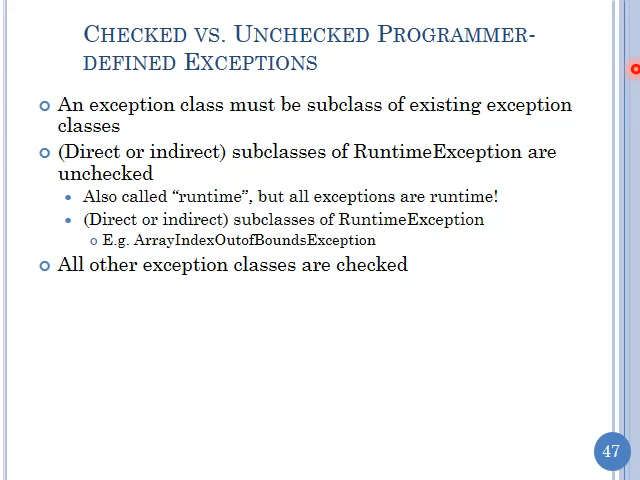 CHECKED VS. UNCHECKED PROGRAMMER-
DEFINED EXCEPTIONS
An exception class must be subclass of existing exception
classes
(Direct or indirect) subclasses of RuntimeException are
unchecked
Also called “runtime”, but all exceptions are runtime!
(Direct or indirect) subclasses of RuntimeException
E.g. ArrayIndexOutofBoundsException
All other exception classes are checked
47